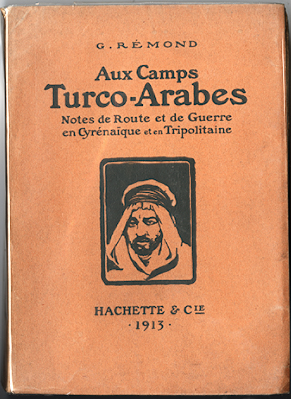 G. RÉMOND
Aux Camps
Turco-Arabes
Notes de Route et de Guerre
en Cyrénaïque et en Tripolitaine
HACHETTE & CIE
· 1913 ·